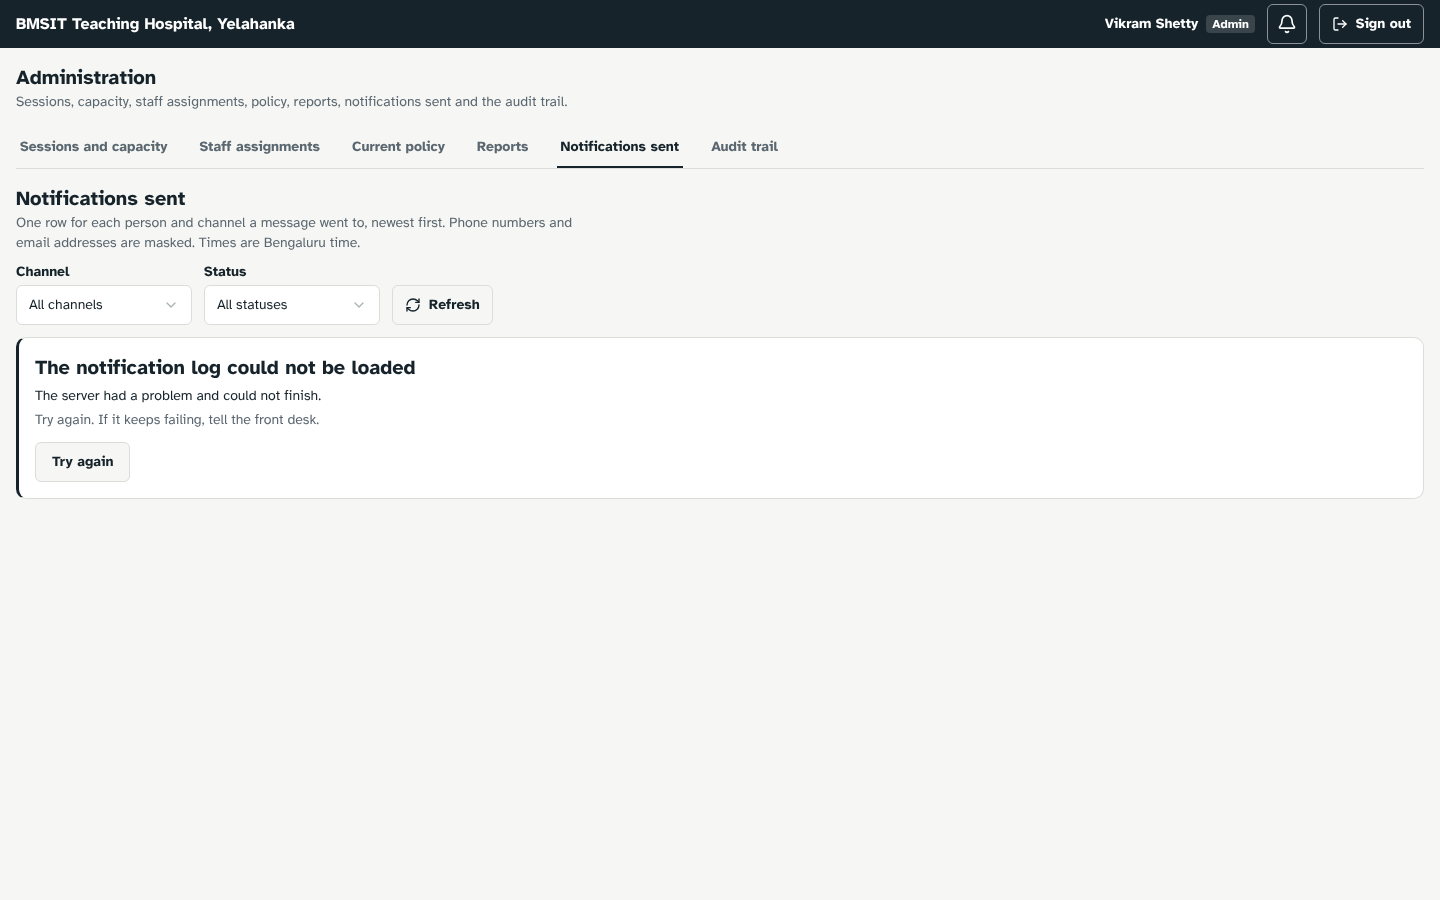 BMSIT Teaching Hospital, Yelahanka
Vikram Shetty Admin Sign out
Administration
Sessions, capacity, staff assignments, policy, reports, notifications sent and the audit trail.
Sessions and capacity Staff assignments Current policy Reports Notifications sent Audit trail
Notifications sent
One row for each person and channel a message went to, newest first. Phone numbers and
email addresses are masked. Times are Bengaluru time.
Channel Status
All channels All statuses Refresh
The notification log could not be loaded
The server had a problem and could not finish.
Try again. If it keeps failing, tell the front desk.
Try again